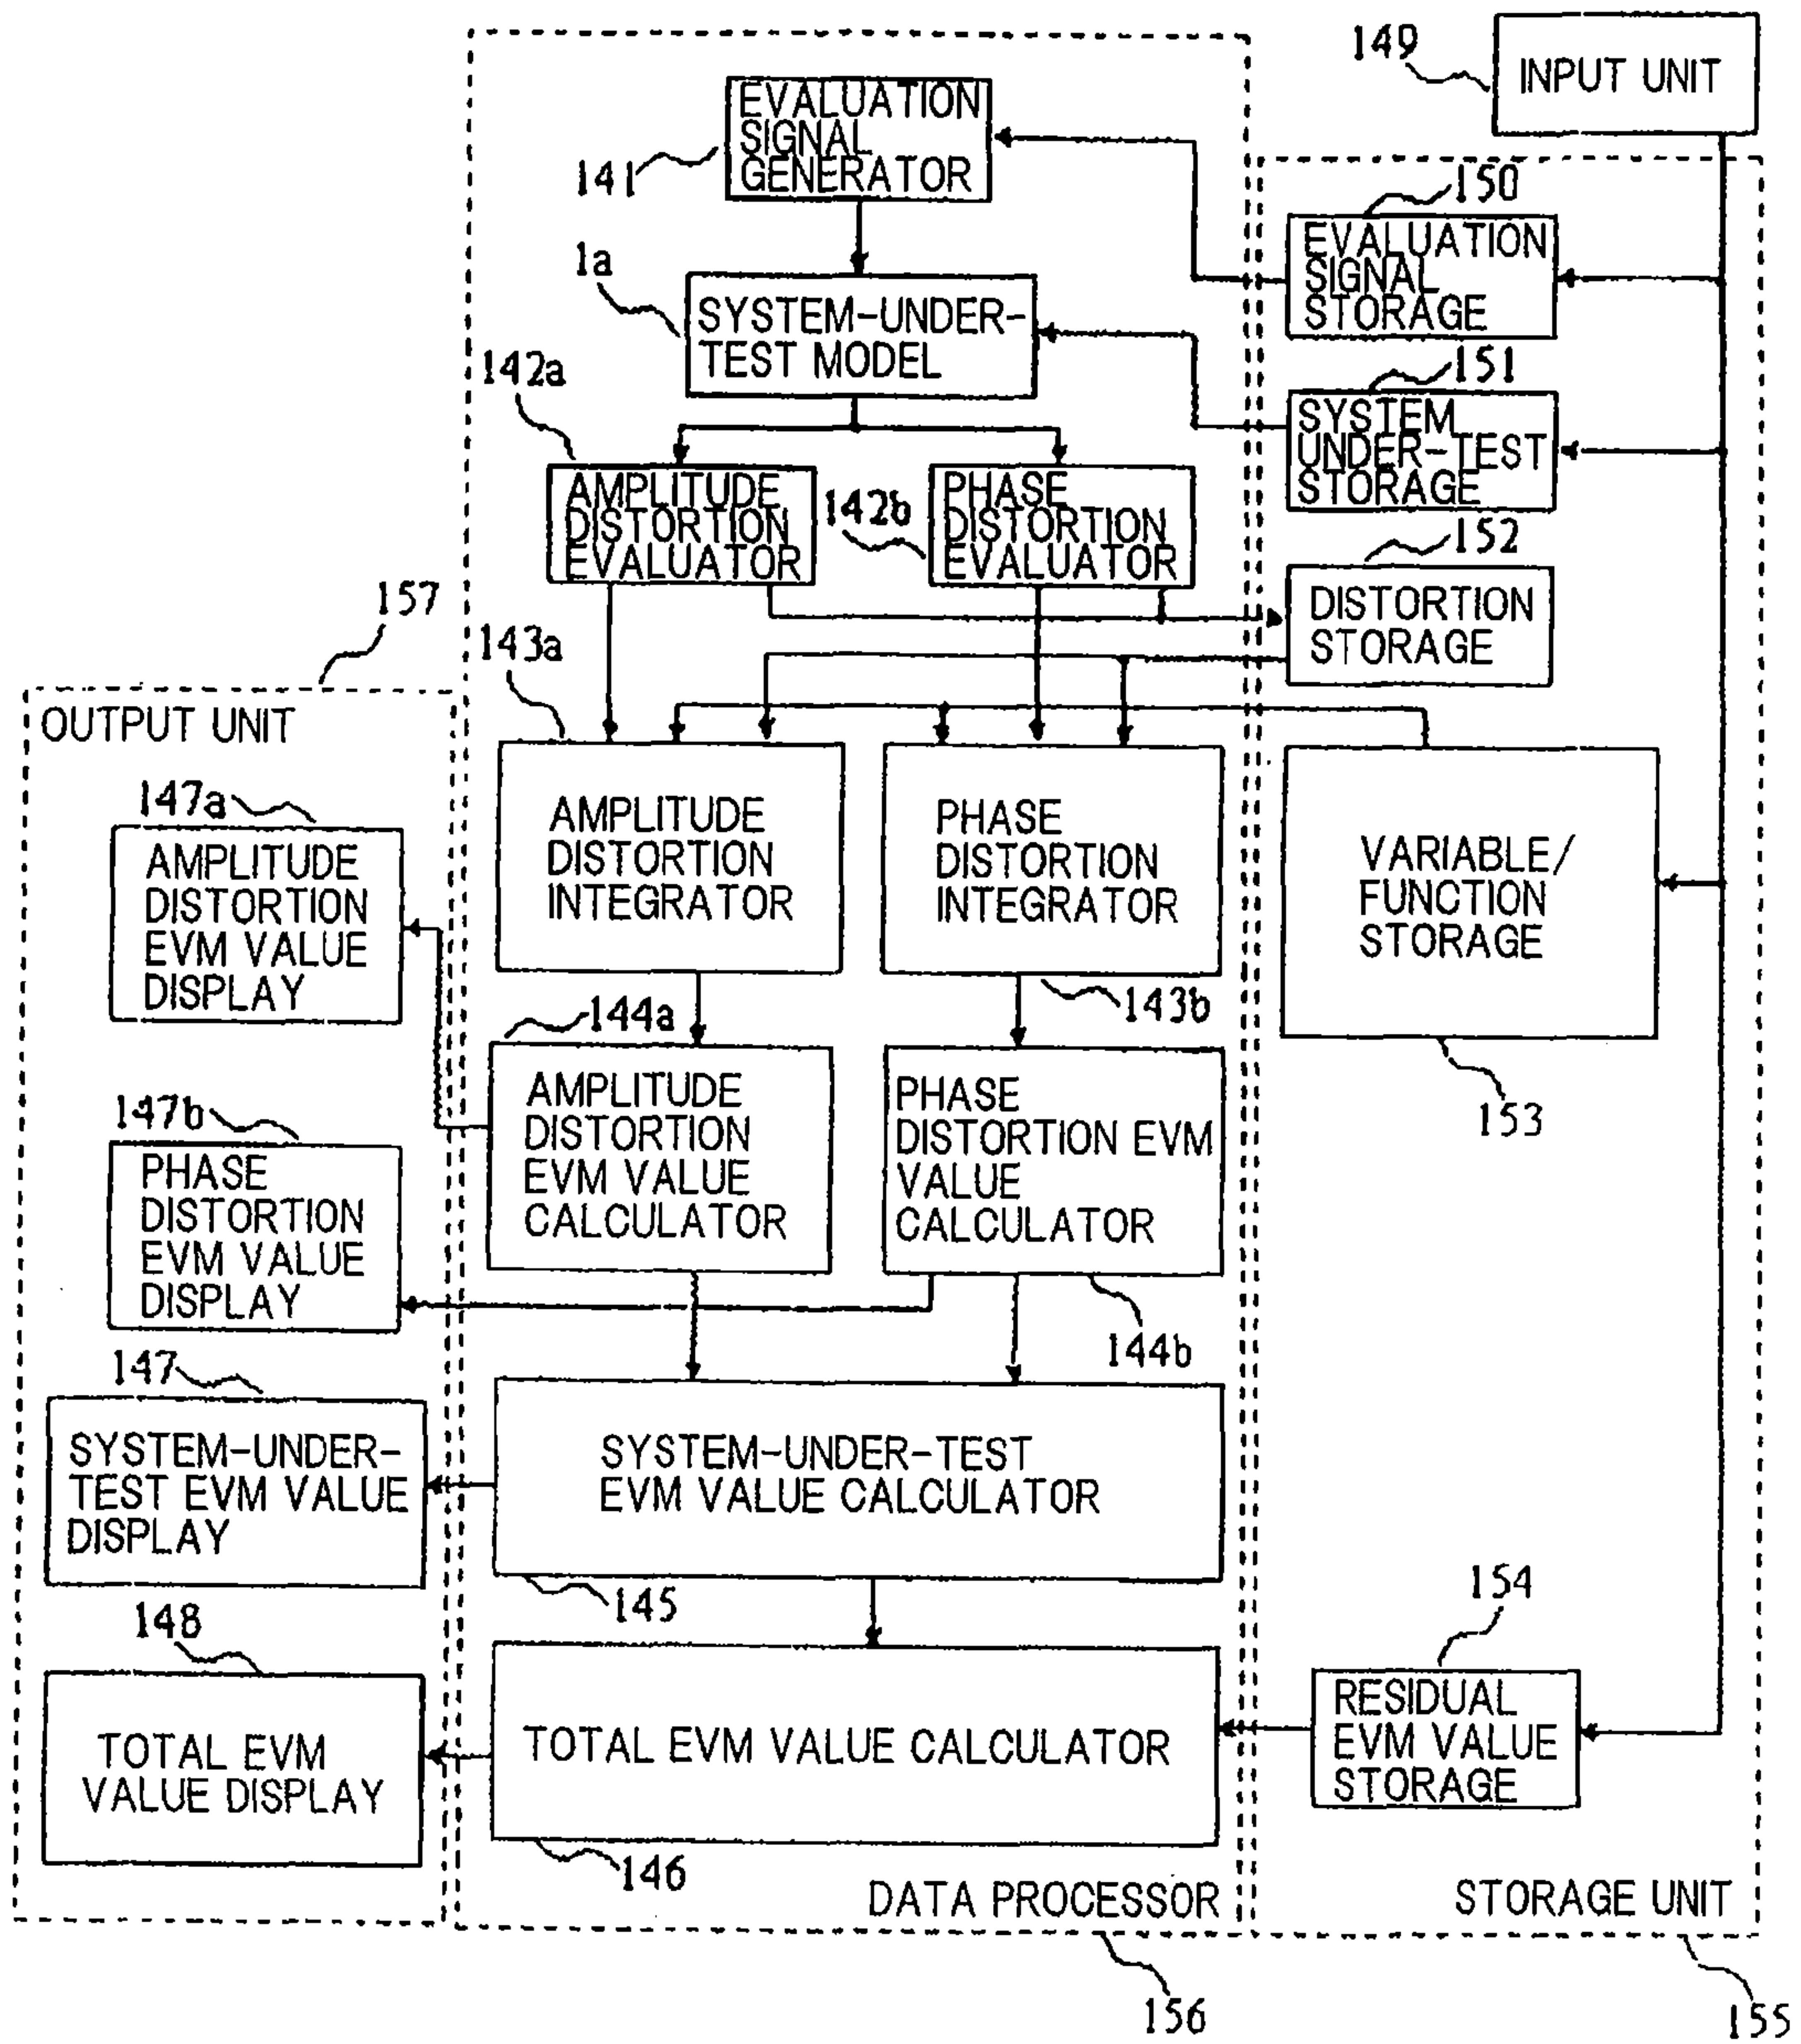 149
INPUT UNIT
EVALUATION
SIGNAL
GENERATOR
141
150
EVALUATION
SIGNAL
STORAGE
1a
SYSTEM-UNDER-
TEST MODEL
151
SYSTEM
UNDER-TEST
STORAGE
142a
AMPLITUDE
DISTORTION
EVALUATOR
142b
PHASE
DISTORTION
EVALUATOR
152
DISTORTION
STORAGE
157
OUTPUT UNIT
143a
AMPLITUDE
DISTORTION
INTEGRATOR
PHASE
DISTORTION
INTEGRATOR
143b
VARIABLE/
FUNCTION
STORAGE
153
147a
AMPLITUDE
DISTORTION
EVM VALUE
DISPLAY
144a
AMPLITUDE
DISTORTION
EVM VALUE
CALCULATOR
PHASE
DISTORTION EVM
VALUE
CALCULATOR
144b
147b
PHASE
DISTORTION
EVM VALUE
DISPLAY
147
SYSTEM-UNDER-
TEST EVM VALUE
DISPLAY
SYSTEM-UNDER-TEST
EVM VALUE CALCULATOR
145
148
TOTAL EVM
VALUE DISPLAY
TOTAL EVM VALUE CALCULATOR
146
154
RESIDUAL
EVM VALUE
STORAGE
DATA PROCESSOR
156
STORAGE UNIT
155